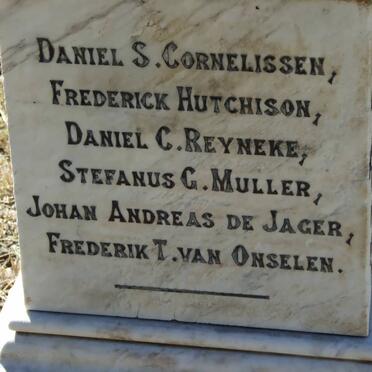 DANIEL S. CORNELISSEN,
FREDERICK HUTCHISON,
DANIEL C. REYNEKE,
STEFANUS G. MULLER,
JOHAN ANDREAS DE JAGER,
FREDERIK T. VAN ONSELEN.